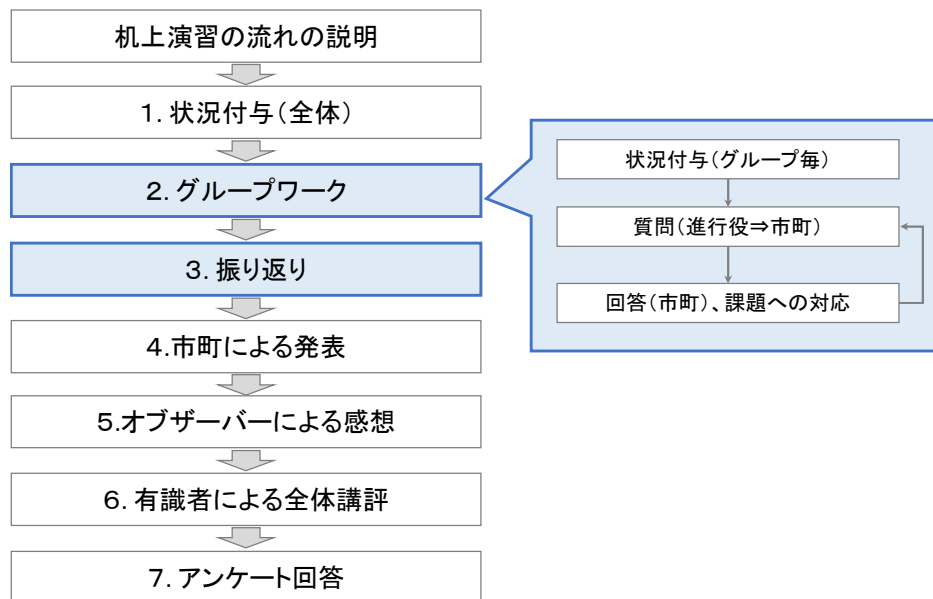 机上演習の流れの説明
１. 状況付与（全体）
２. グループワーク
３. 振り返り
４.市町による発表
５.オブザーバーによる感想
６. 有識者による全体講評
７. アンケート回答
状況付与（グループ毎）
質問（進行役⇒市町）
回答（市町）、課題への対応